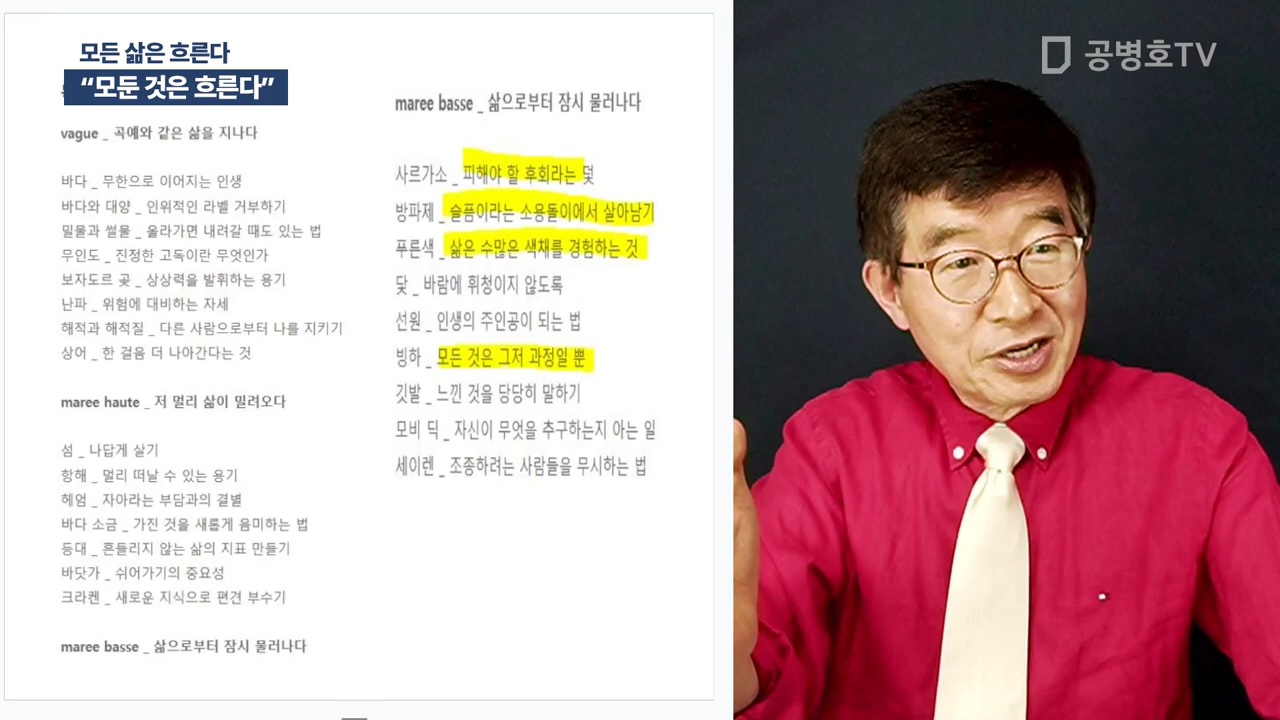 모든 삶은 흐른다
“모둔 것은 흐른다”
vague _ 곡예와 같은 삶을 지나다
바다 _ 무한으로 이어지는 인생
바다와 대양 _ 인위적인 라벨 거부하기
밀물과 썰물 _ 올라가면 내려갈 때도 있는 법
무인도 _ 진정한 고독이란 무엇인가
보자도르 곶 _ 상상력을 발휘하는 용기
난파 _ 위험에 대비하는 자세
해적과 해적질 _ 다른 사람으로부터 나를 지키기
상어 _ 한 걸음 더 나아간다는 것
maree haute _ 저 멀리 삶이 밀려오다
섬 _ 나답게 살기
항해 _ 멀리 떠날 수 있는 용기
헤엄 _ 자아라는 부담과의 결별
바다 소금 _ 가진 것을 새롭게 음미하는 법
등대 _ 흔들리지 않는 삶의 지표 만들기
바닷가 _ 쉬어가기의 중요성
크라켄 _ 새로운 지식으로 편견 부수기
maree basse _ 삶으로부터 잠시 물러나다
maree basse _ 삶으로부터 잠시 물러나다
사르가소 _ 피해야 할 후회라는 덫
방파제 _ 슬픔이라는 소용돌이에서 살아남기
푸른색 _ 삶은 수많은 색채를 경험하는 것
닻 _ 바람에 휘청이지 않도록
선원 _ 인생의 주인공이 되는 법
빙하 _ 모든 것은 그저 과정일 뿐
깃발 _ 느낀 것을 당당히 말하기
모비 딕 _ 자신이 무엇을 추구하는지 아는 일
세이렌 _ 조종하려는 사람들을 무시하는 법
공병호TV